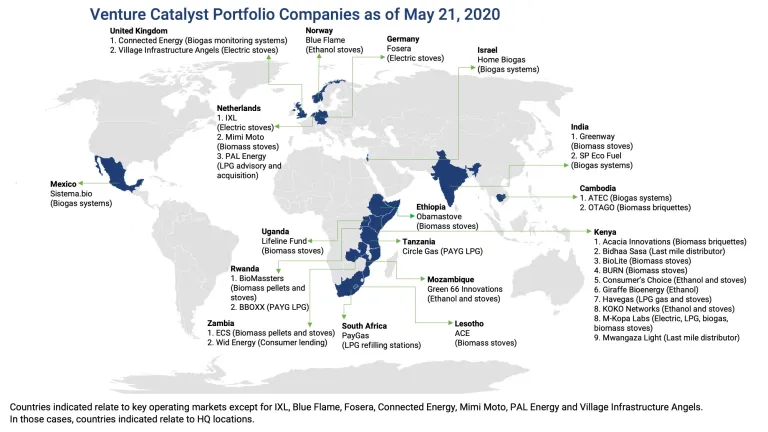 Venture Catalyst Portfolio Companies as of May 21, 2020
United Kingdom
1. Connected Energy (Biogas monitoring systems)
2. Village Infrastructure Angels (Electric stoves)
Norway
Blue Flame
(Ethanol stoves)
Germany
Fosera
(Electric stoves)
Israel
Home Biogas
(Biogas systems)
Netherlands
1. IXL
(Electric stoves)
2. Mimi Moto
(Biomass stoves)
3. PAL Energy
(LPG advisory and
acquisition)
India
1. Greenway
(Biomass stoves)
2. SP Eco Fuel
(Biogas systems)
Mexico
Sistema.bio
(Biogas systems)
Cambodia
1. ATEC (Biogas systems)
2. OTAGO (Biomass briquettes)
Ethiopia
Obamastove
(Biomass stoves)
Uganda
Lifeline Fund
(Biomass stoves)
Tanzania
Circle Gas (PAYG LPG)
Kenya
1. Acacia Innovations (Biomass briquettes)
2. Bidhaa Sasa (Last mile distributor)
3. BioLite (Biomass stoves)
4. BURN (Biomass stoves)
5. Consumer's Choice (Ethanol and stoves)
6. Giraffe Bioenergy (Ethanol)
7. Havegas (LPG gas and stoves)
8. KOKO Networks (Ethanol and stoves)
8. M-Kopa Labs (Electric, LPG, biogas,
biomass stoves)
9. Mwangaza Light (Last mile distributor)
Rwanda
1. BioMassters
(Biomass pellets and
stoves)
2. BBOXX (PAYG LPG)
Mozambique
Green 66 Innovations
(Ethanol and stoves)
Zambia
1. ECS (Biomass pellets and stoves)
2. Wid Energy (Consumer lending)
South Africa
PayGas
(LPG refilling stations)
Lesotho
ACE
(Biomass stoves)
Countries indicated relate to key operating markets except for IXL, Blue Flame, Fosera, Connected Energy, Mimi Moto, PAL Energy and Village Infrastructure Angels.
In those cases, countries indicated relate to HQ locations.